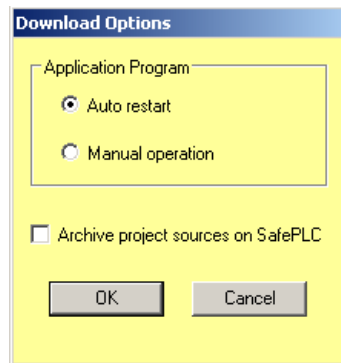 Download Options
Application Program
Auto restart
Manual operation
Archive project sources on SafePLC
OK
Cancel